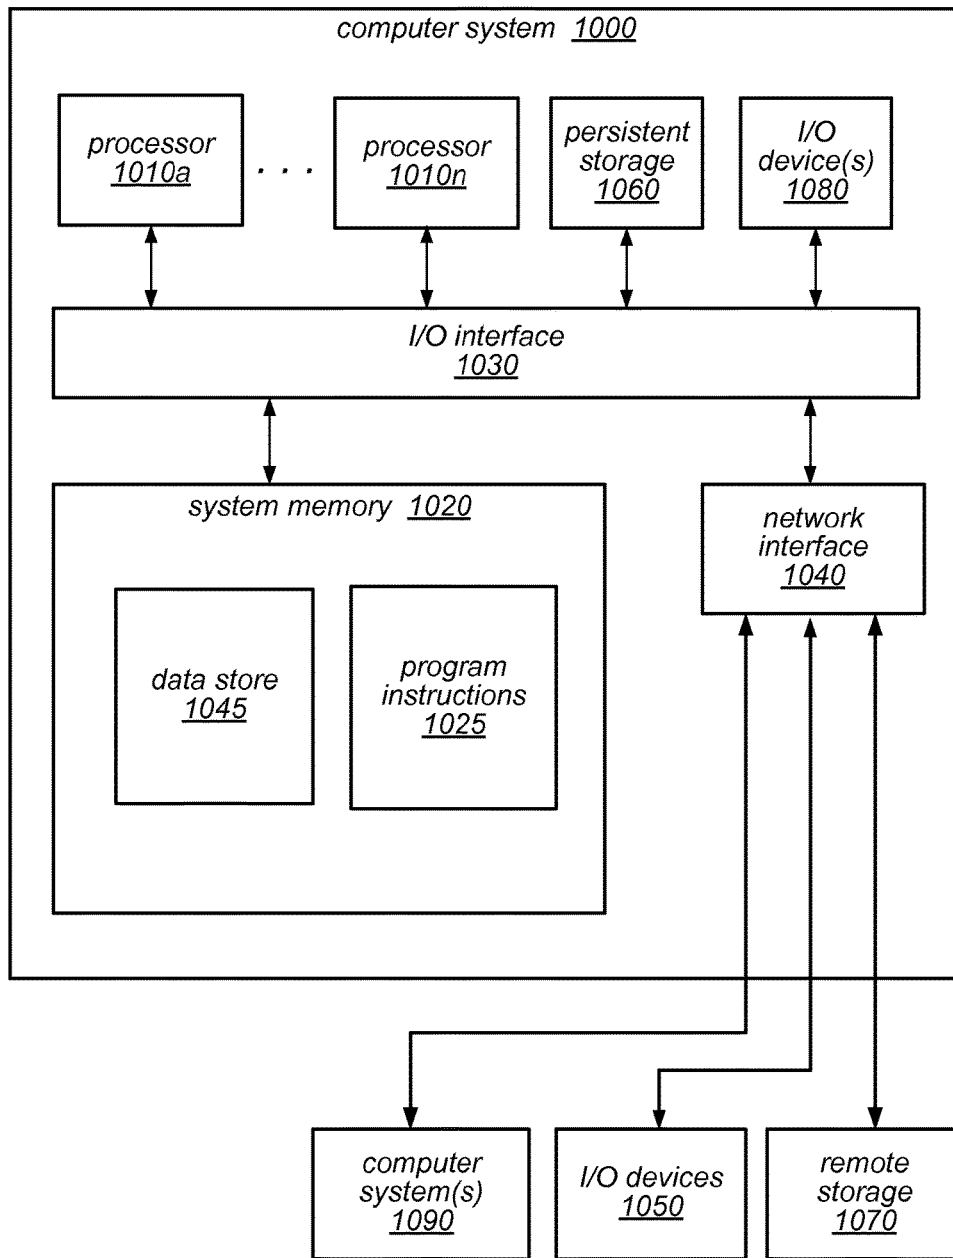 computer system 1000
processor
1010a
. . .
processor
1010n
persistent
storage
1060
I/O
device(s)
1080
I/O interface
1030
system memory 1020
network
interface
1040
data store
1045
program
instructions
1025
computer
system(s)
1090
I/O devices
1050
remote
storage
1070